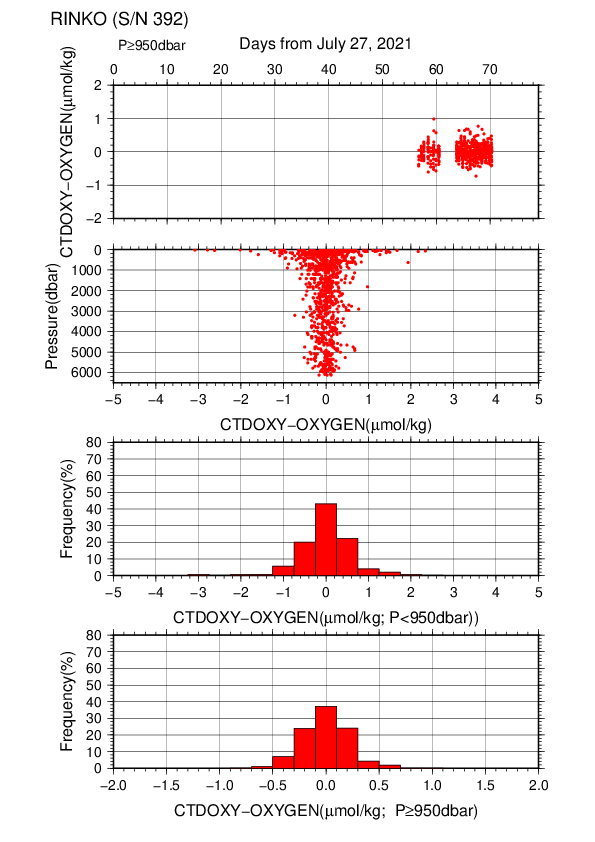 RINKO (S/N 392)
P≥950dbar
Days from July 27, 2021
0 10 20 30 40 50 60 70
CTDOXY−OXYGEN(μmol/kg)
2
1
0
−1
−2
Pressure(dbar)
0
1000
2000
3000
4000
5000
6000
−5 −4 −3 −2 −1 0 1 2 3 4 5
CTDOXY−OXYGEN(μmol/kg)
Frequency(%)
80
70
60
50
40
30
20
10
0
−5 −4 −3 −2 −1 0 1 2 3 4 5
CTDOXY−OXYGEN(μmol/kg; P<950dbar))
Frequency(%)
80
70
60
50
40
30
20
10
0
−2.0 −1.5 −1.0 −0.5 0.0 0.5 1.0 1.5 2.0
CTDOXY−OXYGEN(μmol/kg; P≥950dbar)